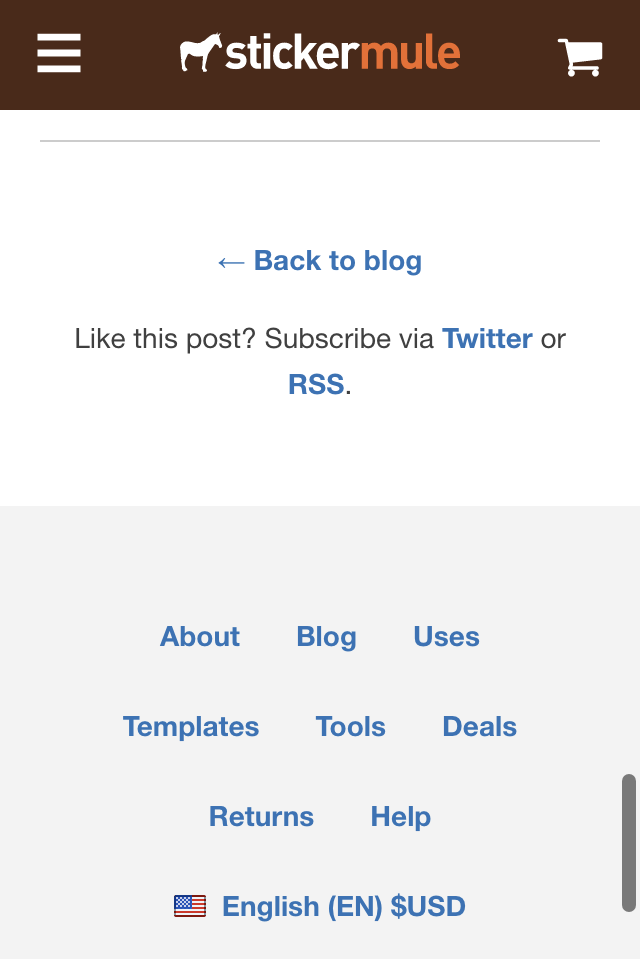 stickermule
← Back to blog
Like this post? Subscribe via Twitter or
RSS.
About Blog Uses
Templates Tools Deals
Returns Help
English (EN) $USD